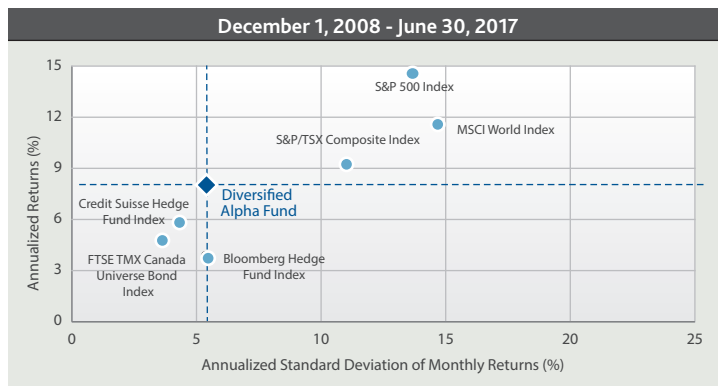 December 1, 2008 - June 30, 2017
Annualized Returns (%)
15
12
9
6
3
0
S&P 500 Index
MSCI World Index
S&P/TSX Composite Index
Diversified
Alpha Fund
Credit Suisse Hedge
Fund Index
FTSE TMX Canada
Universe Bond
Index
Bloomberg Hedge
Fund Index
0
5
10
15
20
25
Annualized Standard Deviation of Monthly Returns (%)